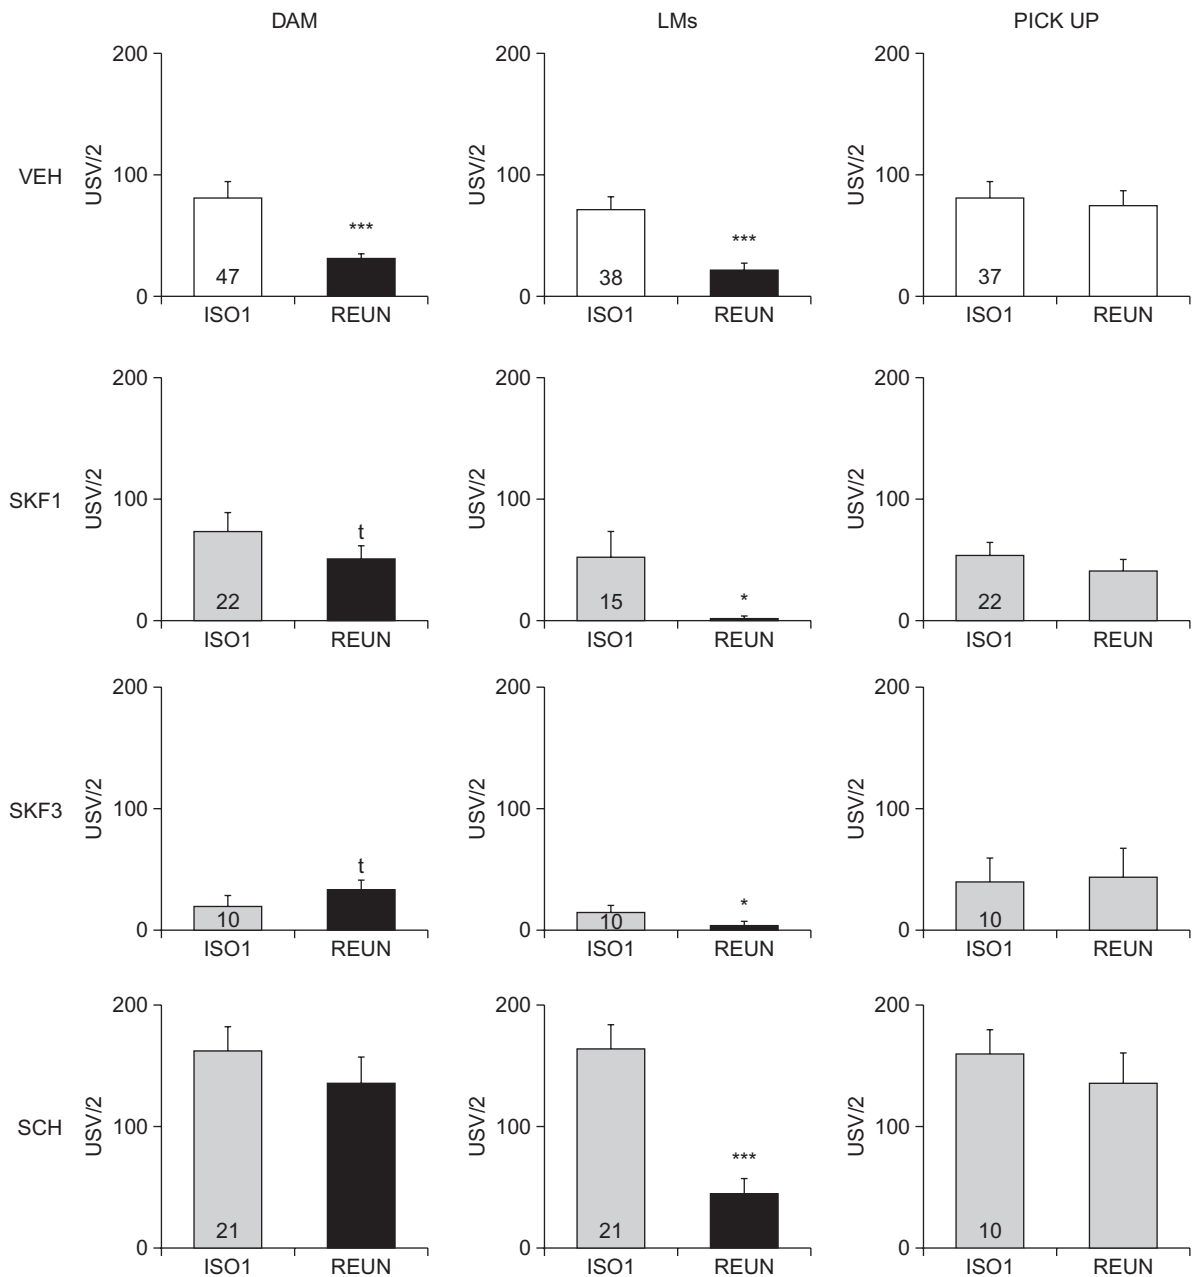 DAM LMs PICK UP
200 200 200
VEH USV/2 100 USV/2 100 USV/2 100
*** ***
47 38 37
0 0 0
ISO1 REUN ISO1 REUN ISO1 REUN
200 200 200
SKF1 USV/2 100 USV/2 100 USV/2 100
t *
22 15 22
0 0 0
ISO1 REUN ISO1 REUN ISO1 REUN
200 200 200
SKF3 USV/2 100 USV/2 100 USV/2 100
t *
10 10 10
0 0 0
ISO1 REUN ISO1 REUN ISO1 REUN
200 200 200
SCH USV/2 100 USV/2 100 USV/2 100
***
21 21 10
0 0 0
ISO1 REUN ISO1 REUN ISO1 REUN